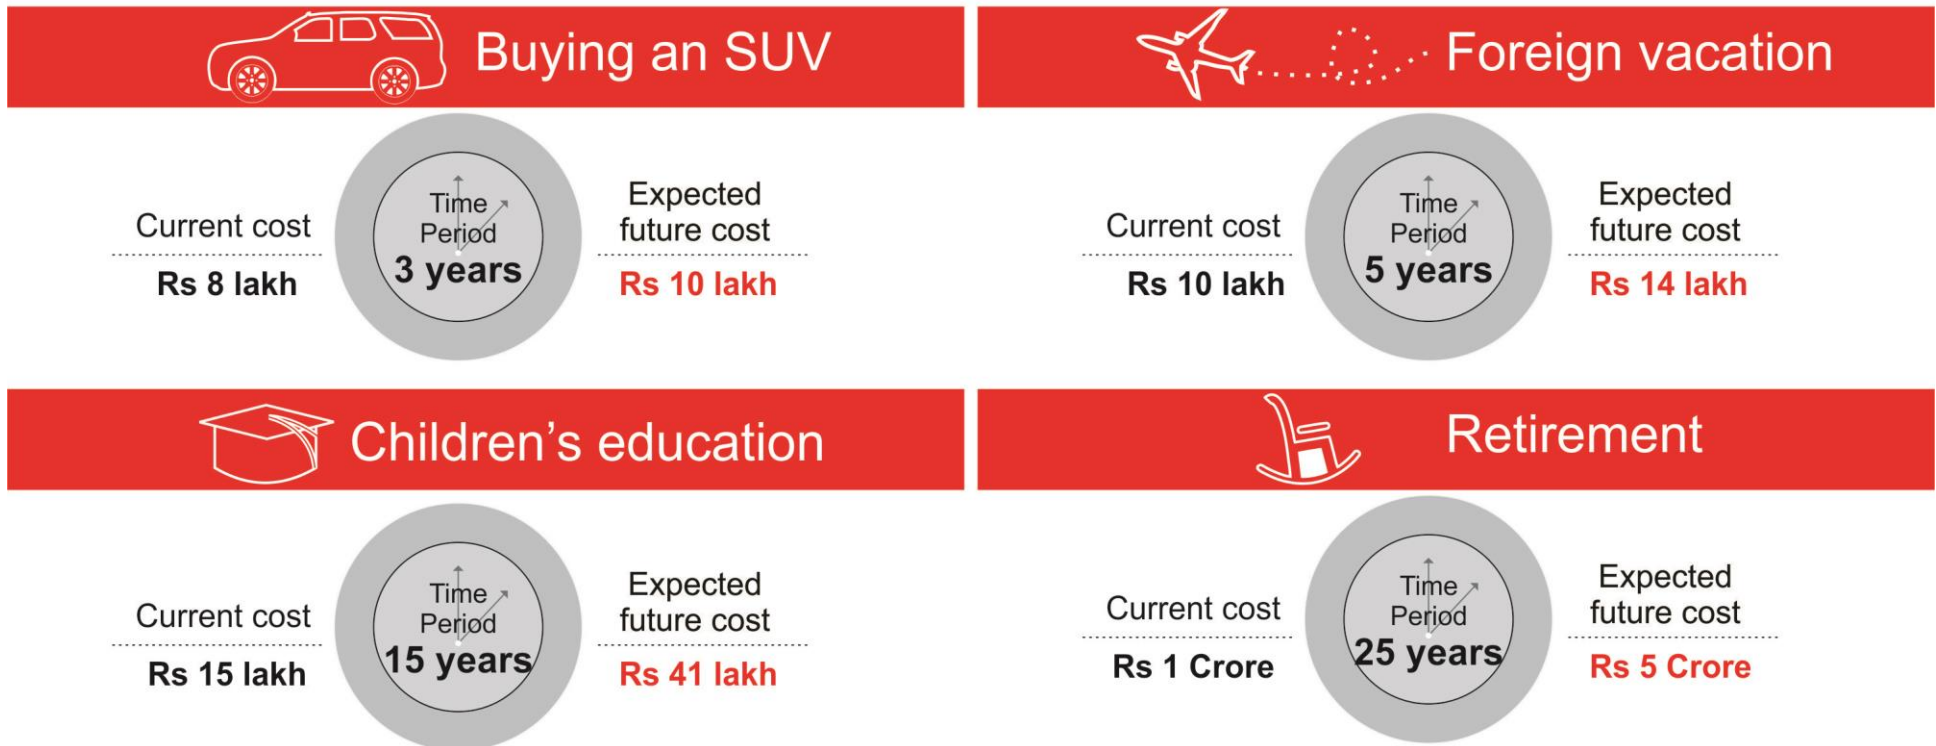 Buying an SUV
Current cost
Rs 8 lakh
Time
Period
3 years
Expected
future cost
Rs 10 lakh
Foreign vacation
Current cost
Rs 10 lakh
Time
Period
5 years
Expected
future cost
Rs 14 lakh
Children’s education
Current cost
Rs 15 lakh
Time
Period
15 years
Expected
future cost
Rs 41 lakh
Retirement
Current cost
Rs 1 Crore
Time
Period
25 years
Expected
future cost
Rs 5 Crore